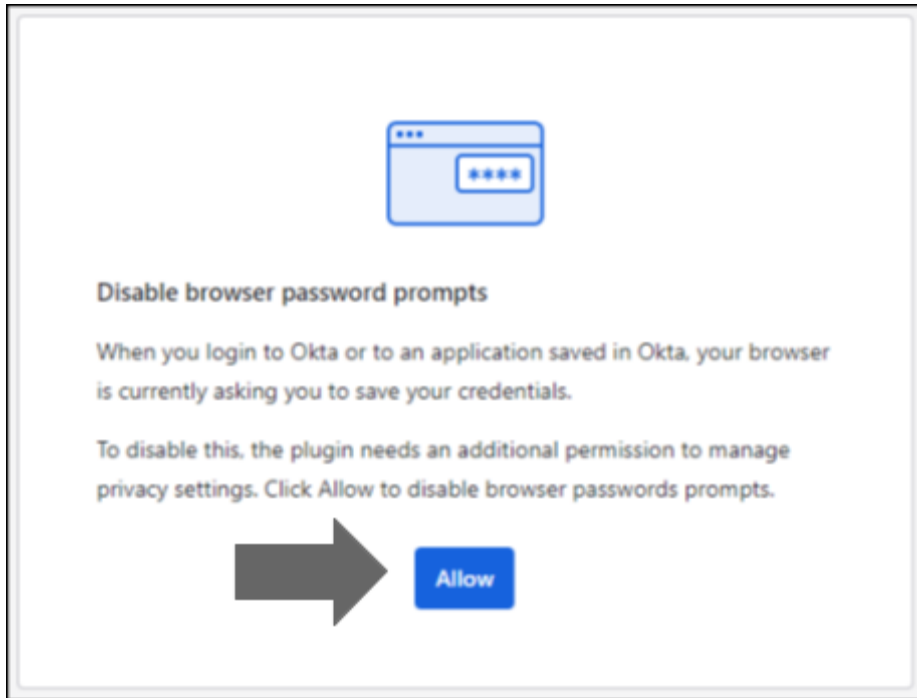 ****
Disable browser password prompts
When you login to Okta or to an application saved in Okta, your browser
is currently asking you to save your credentials.
To disable this, the plugin needs an additional permission to manage
privacy settings. Click Allow to disable browser passwords prompts.
Allow